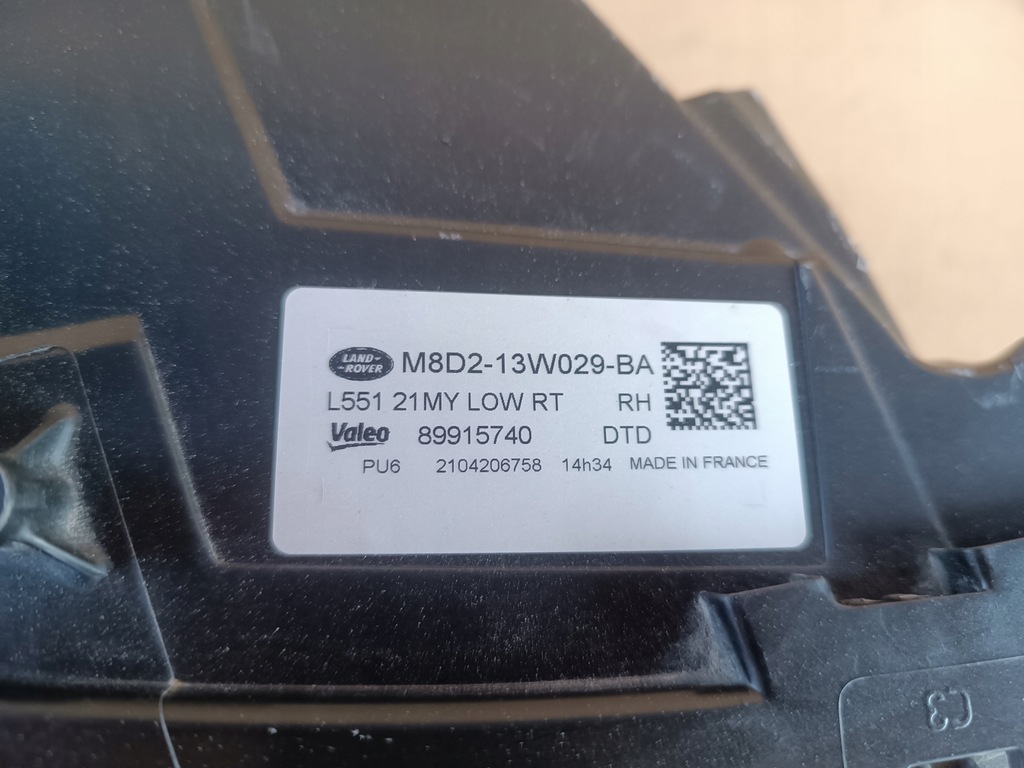 LAND-
-ROVER
M8D2-13W029-BA
L551 21MY LOW RT RH
Valeo 89915740 DTD
PU6 2104206758 14h34 MADE IN FRANCE
C3